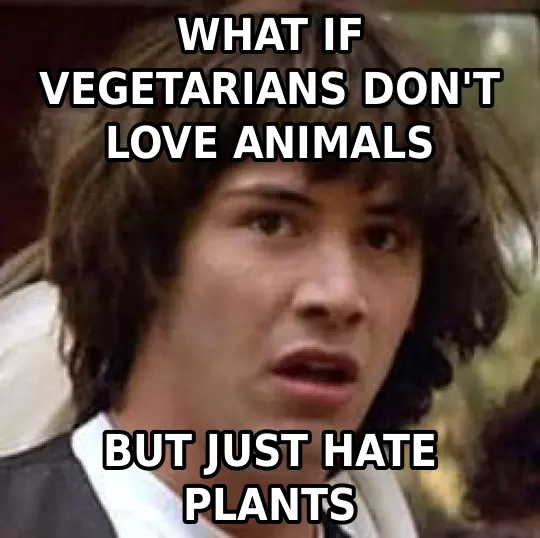 WHAT IF
VEGETARIANS DON'T
LOVE ANIMALS
BUT JUST HATE
PLANTS